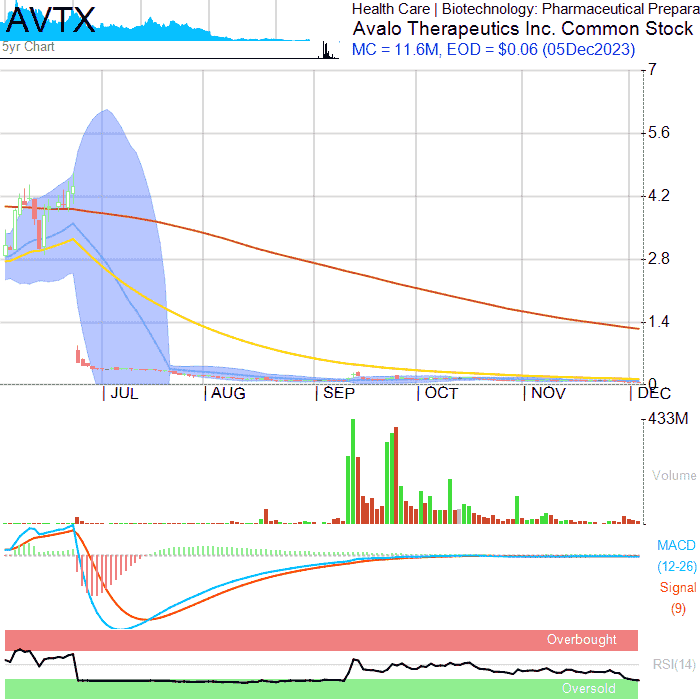 AVTX
5yr Chart
Health Care | Biotechnology: Pharmaceutical Prepara
Avalo Therapeutics Inc. Common Stock
MC = 11.6M, EOD = $0.06 (05Dec2023)
7
5.6
4.2
2.8
1.4
0
JUL AUG SEP OCT NOV DEC
433M
Volume
MACD
(12-26)
Signal
(9)
Overbought
RSI(14)
Oversold